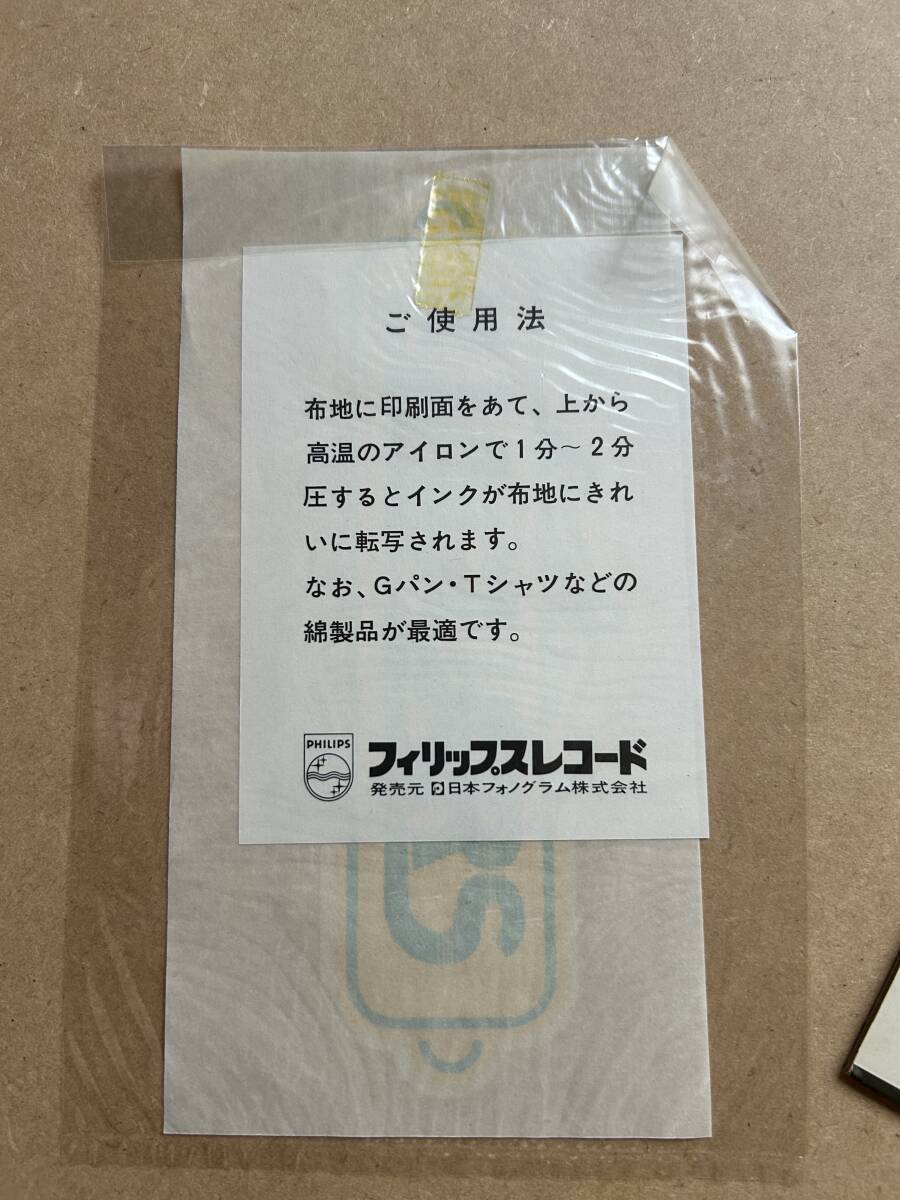 ご使用法
布地に印刷面をあて、上から
高温のアイロンで1分〜2分
圧するとインクが布地にきれ
いに転写されます。
なお、Gパン・Tシャツなどの
綿製品が最適です。
PHILIPS
フィリップスレコード
発売元 日本フォノグラム株式会社